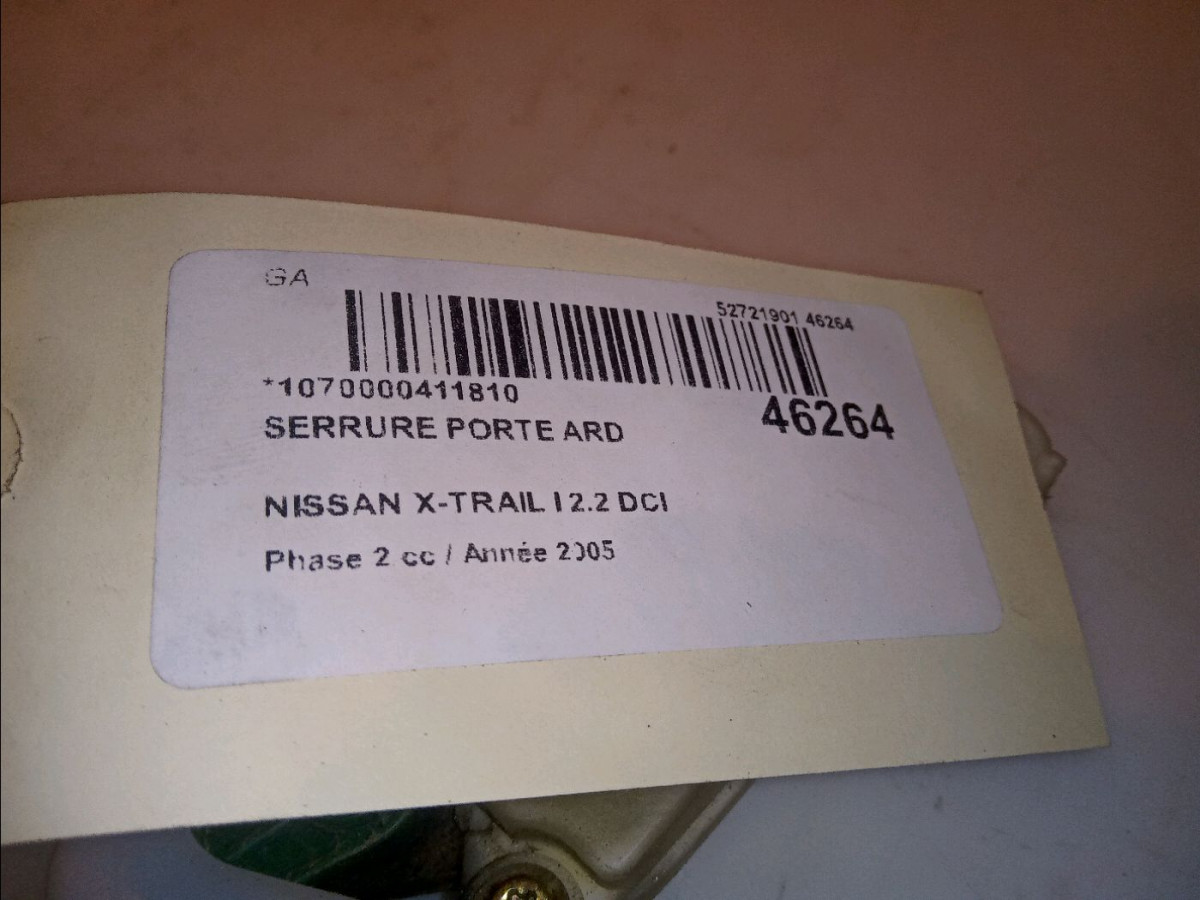 GA
52721901 46264
*1070000411810
46264
SERRURE PORTE ARD
NISSAN X-TRAIL I 2.2 DCI
Phase 2 cc / Année 2005